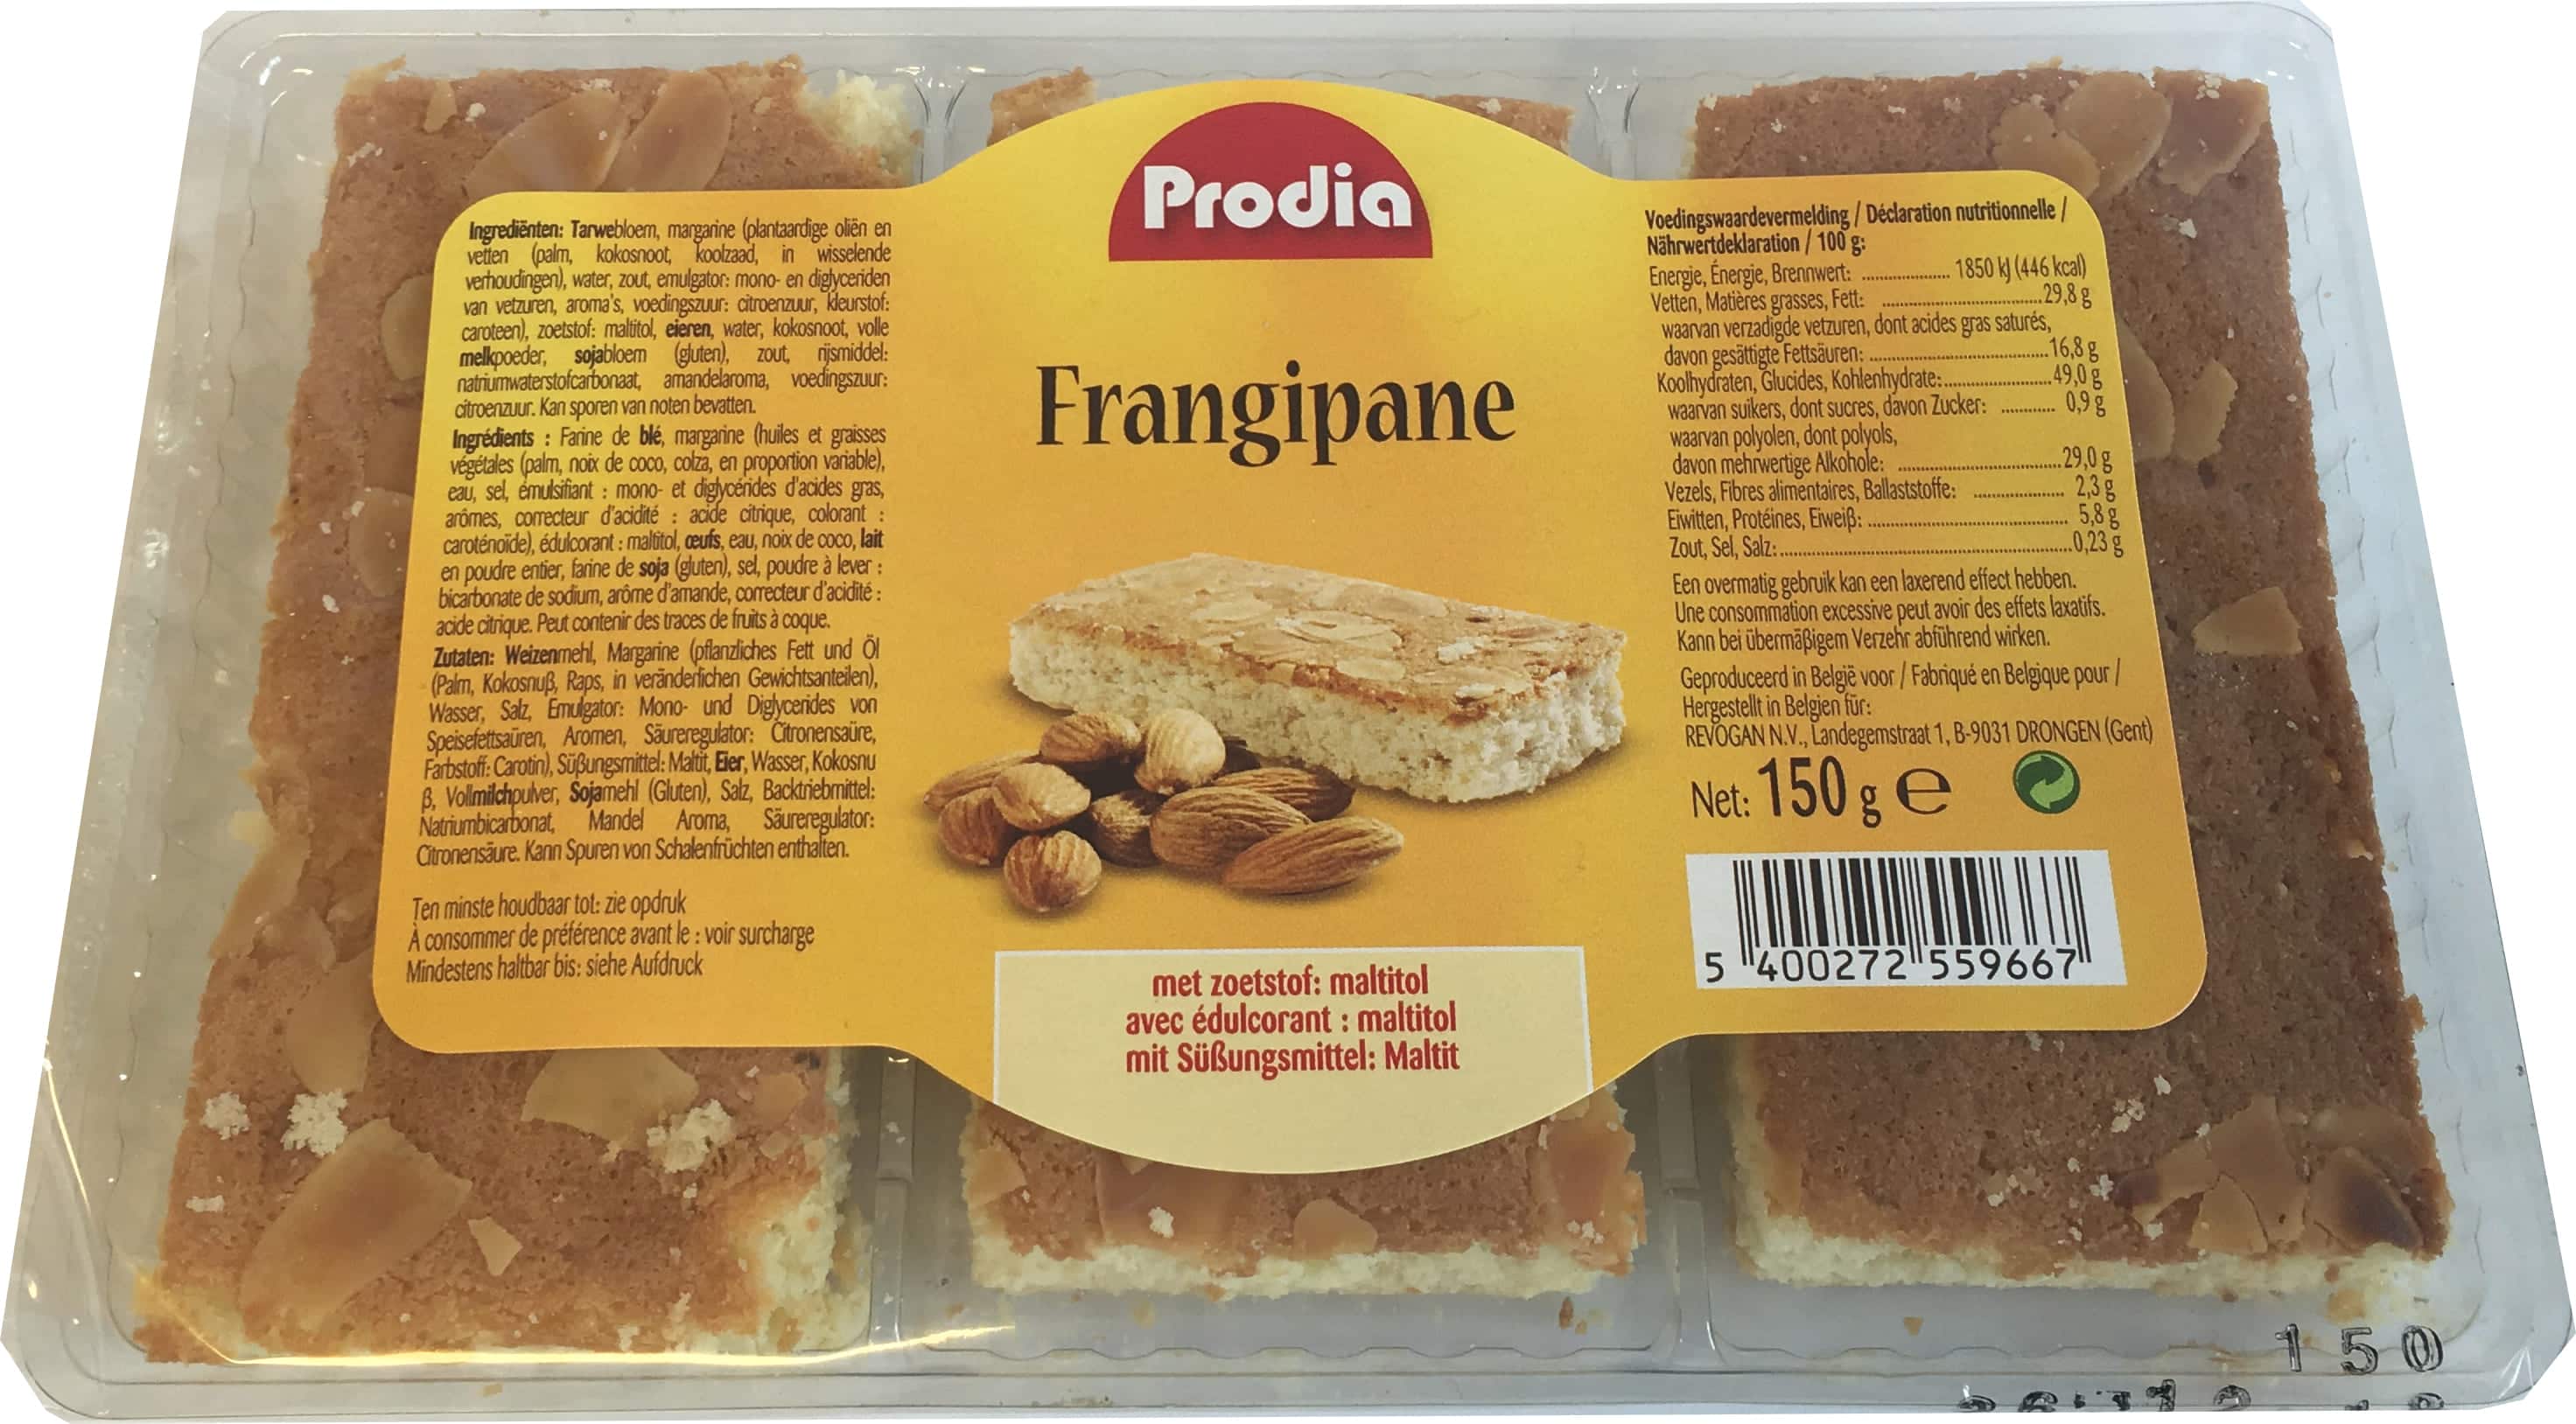 Prodia
Frangipane
Ingrediënten: Tarwebloem, margarine (plantaardige oliën en
vetten (palm, kokosnoot, koolzaad, in wisselende
verhoudingen), water, zout, emulgator: mono- en diglyceriden
van vetzuren, aroma's, voedingszuur: citroenzuur, kleurstof:
caroteen), zoetstof: maltitol, eieren, water, kokosnoot, volle
melkpoeder, sojabloem (gluten), zout, rijsmiddel:
natriumwaterstofcarbonaat, amandelaroma, voedingszuur:
citroenzuur. Kan sporen van noten bevatten.
Ingrédients : Farine de blé, margarine (huiles et graisses
végétales (palm, noix de coco, colza, en proportion variable),
eau, sel, émulsifiant : mono- et diglycérides d'acides gras,
arômes, correcteur d'acidité : acide citrique, colorant :
caroténoïde), édulcorant : maltitol, œufs, eau, noix de coco, lait
en poudre entier, farine de soja (gluten), sel, poudre à lever :
bicarbonate de sodium, arôme d'amande, correcteur d'acidité :
acide citrique. Peut contenir des traces de fruits à coque.
Zutaten: Weizenmehl, Margarine (pflanzliches Fett und Öl
(Palm, Kokosnuß, Raps, in veränderlichen Gewichtsanteilen),
Wasser, Salz, Emulgator: Mono- und Diglycerides von
Speisefettsaüren, Aromen, Säureregulator: Citronensaüre,
Farbstoff: Carotin), Süßungsmittel: Maltit, Eier, Wasser, Kokosnu
ß, Vollmilchpulver, Sojamehl (Gluten), Salz, Backtriebmittel:
Natriumbicarbonat, Mandel Aroma, Säureregulator:
Citronensäure. Kann Spuren von Schalenfrüchten enthalten.
Ten minste houdbaar tot: zie opdruk
À consommer de préférence avant le : voir surcharge
Mindestens haltbar bis: siehe Aufdruck
met zoetstof: maltitol
avec édulcorant : maltitol
mit Süßungsmittel: Maltit
Voedingswaardevermelding / Déclaration nutritionnelle /
Nährwertdeklaration / 100 g:
Energie, Énergie, Brennwert: 1850 kJ (446 kcal)
Vetten, Matières grasses, Fett: 29,8 g
waarvan verzadigde vetzuren, dont acides gras saturés,
davon gesättigte Fettsäuren: 16,8 g
Koolhydraten, Glucides, Kohlenhydrate: 49,0 g
waarvan suikers, dont sucres, davon Zucker: 0,9 g
waarvan polyolen, dont polyols,
davon mehrwertige Alkohole: 29,0 g
Vezels, Fibres alimentaires, Ballaststoffe: 2,3 g
Eiwitten, Protéines, Eiweiß: 5,8 g
Zout, Sel, Salz: 0,23 g
Een overmatig gebruik kan een laxerend effect hebben.
Une consommation excessive peut avoir des effets laxatifs.
Kann bei übermäßigem Verzehr abführend wirken.
Geproduceerd in België voor / Fabriqué en Belgique pour /
Hergestellt in Belgien für:
REVOGAN N.V., Landegemstraat 1, B-9031 DRONGEN (Gent)
Net: 150 g e
5 400272 559667
150